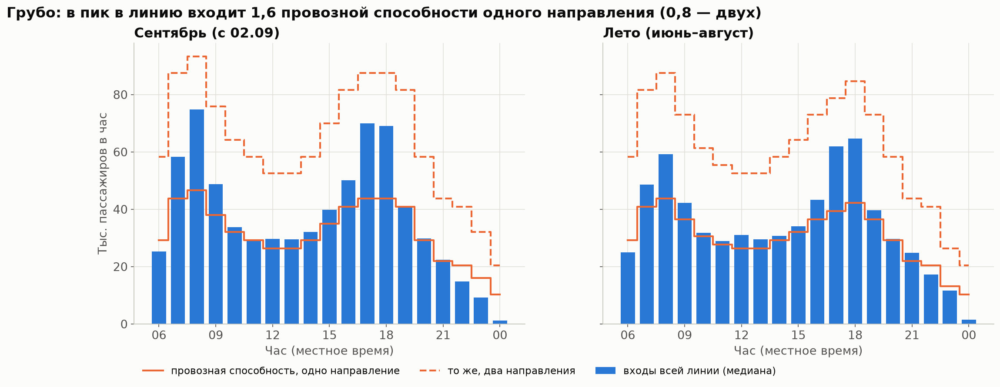 Грубо: в пик в линию входит 1,6 провозной способности одного направления (0,8 — двух)
Сентябрь (с 02.09)
Тыс. пассажиров в час
80
60
40
20
0
06 09 12 15 18 21 00
Час (местное время)
Лето (июнь–август)
06 09 12 15 18 21 00
Час (местное время)
провозная способность, одно направление
то же, два направления
входы всей линии (медиана)